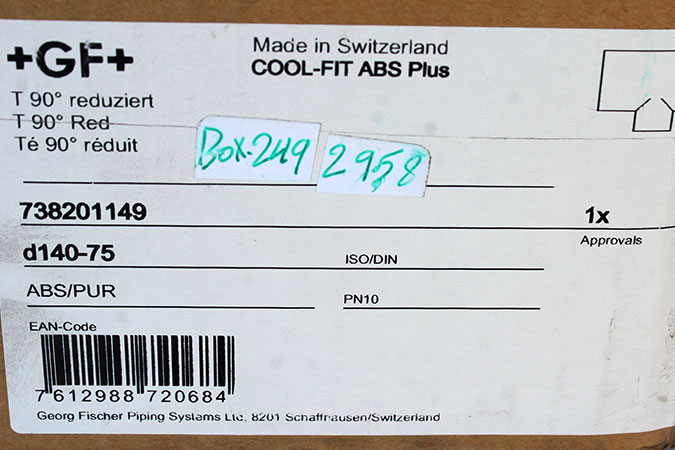 +GF+
Made in Switzerland
COOL-FIT ABS Plus
T 90° reduziert
T 90° Red
Té 90° réduit
Box-249
2958
738201149
1x
Approvals
d140-75
ISO/DIN
ABS/PUR
PN10
EAN-Code
7 612988 720684
Georg Fischer Piping Systems Ltd, 8201 Schaffhausen/Switzerland